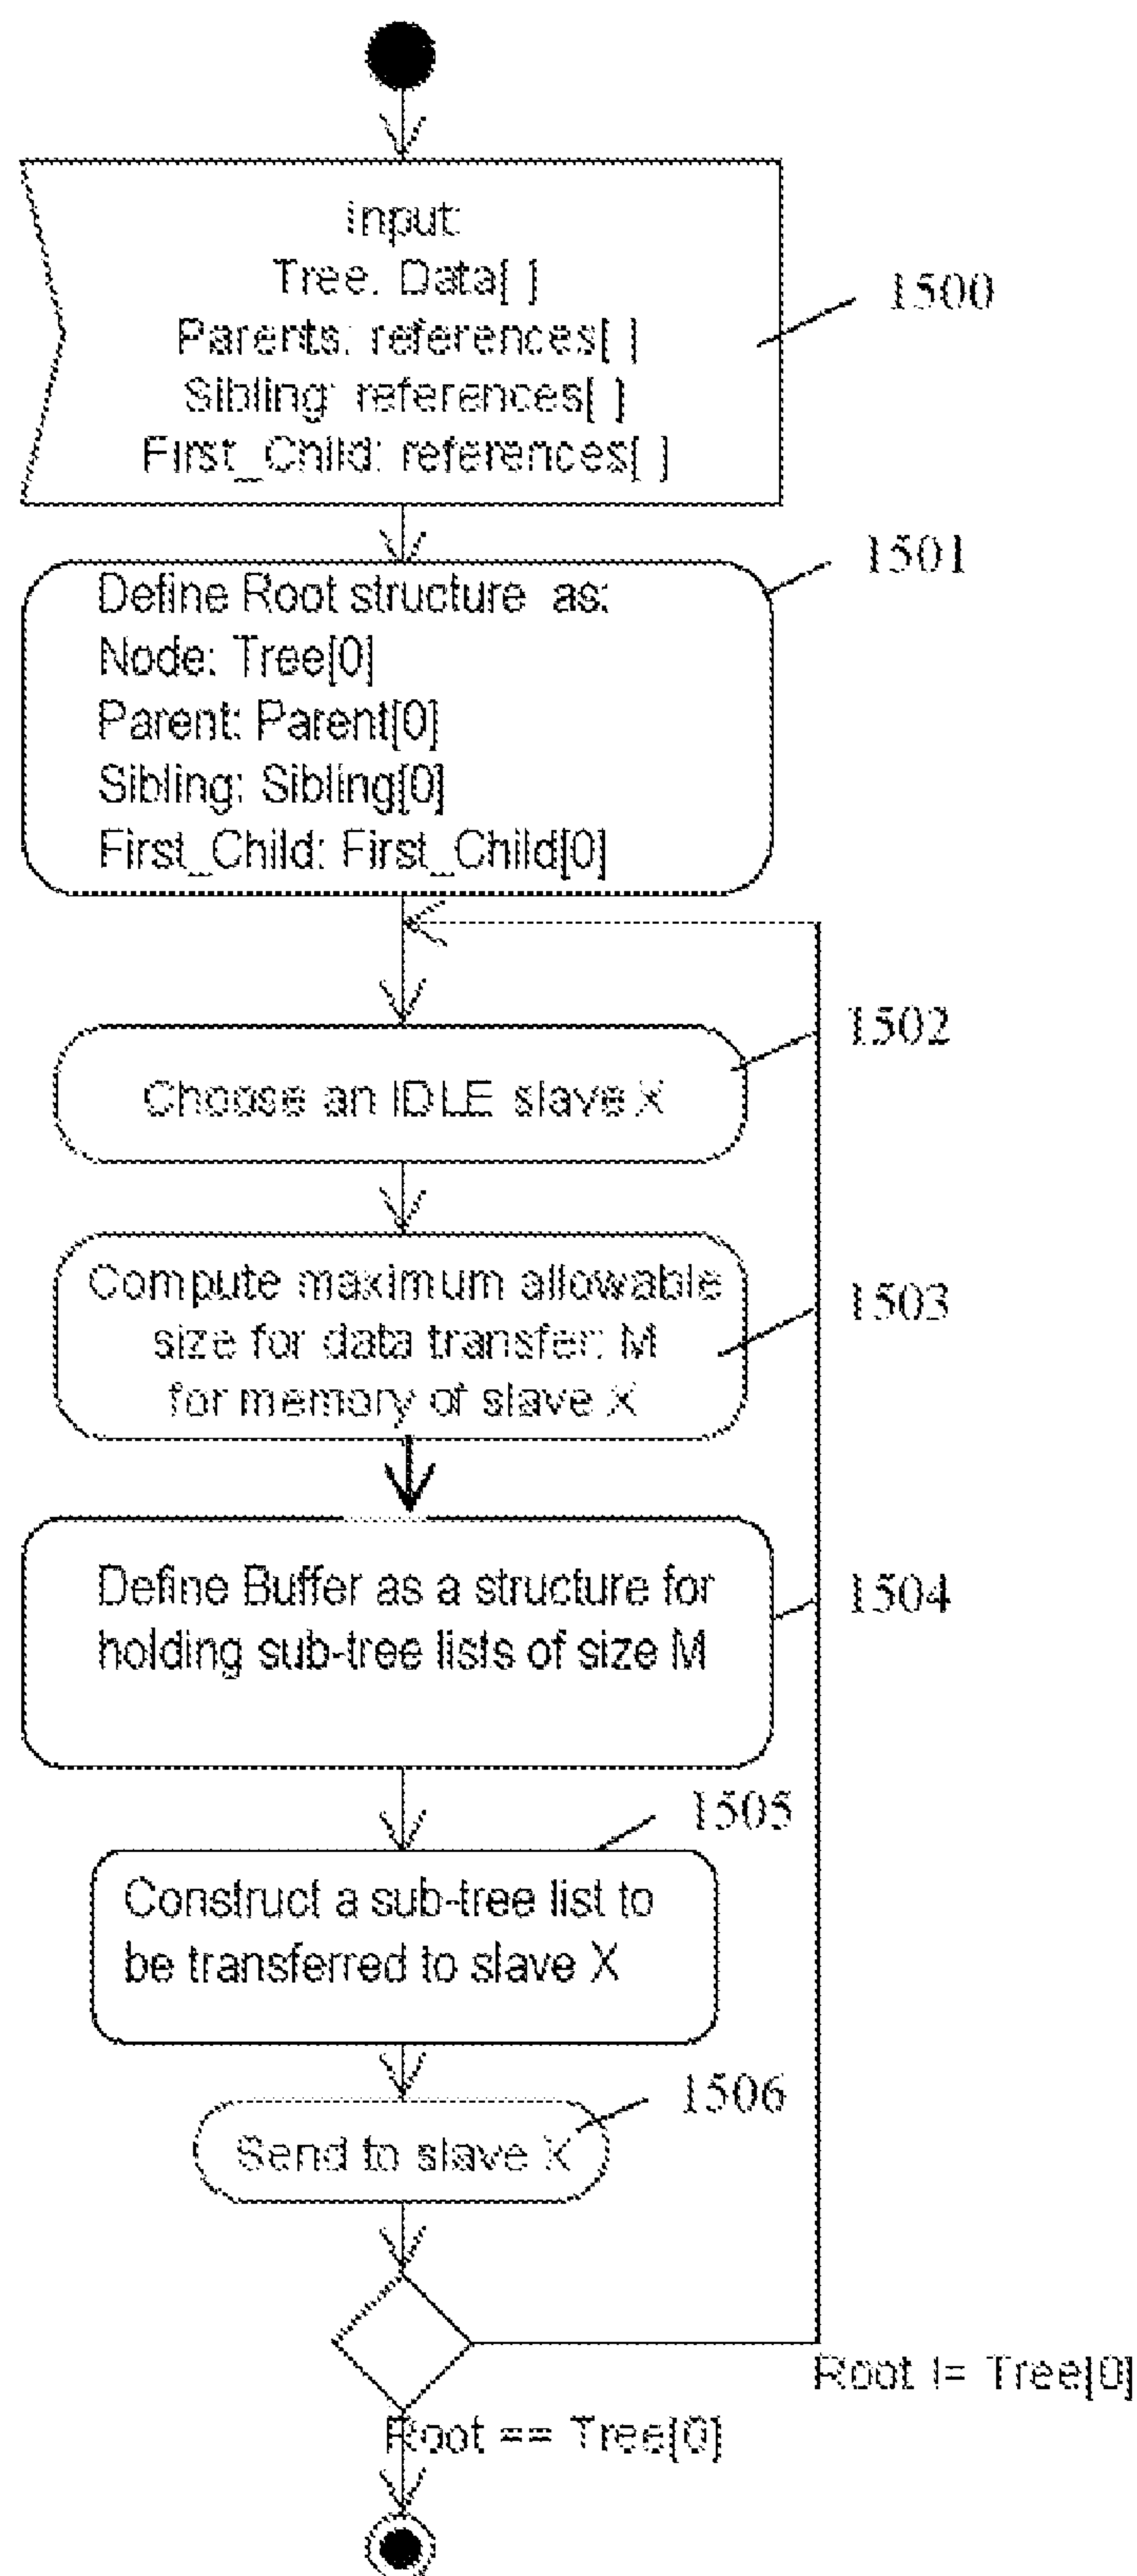 Input:
Tree. Data[ ]
Parents: references[ ]
Sibling: references[ ]
First_Child: references[ ]
1500
1501
Define Root structure as:
Node: Tree[0]
Parent: Parent[0]
Sibling: Sibling[0]
First_Child: First_Child[0]
1502
Choose an IDLE slave X
Compute maximum allowable
size for data transfer: M
for memory of slave X
1503
Define Buffer as a structure for
holding sub-tree lists of size M
1504
1505
Construct a sub-tree list to
be transferred to slave X
1506
Send to slave X
Root != Tree[0]
Root == Tree[0]